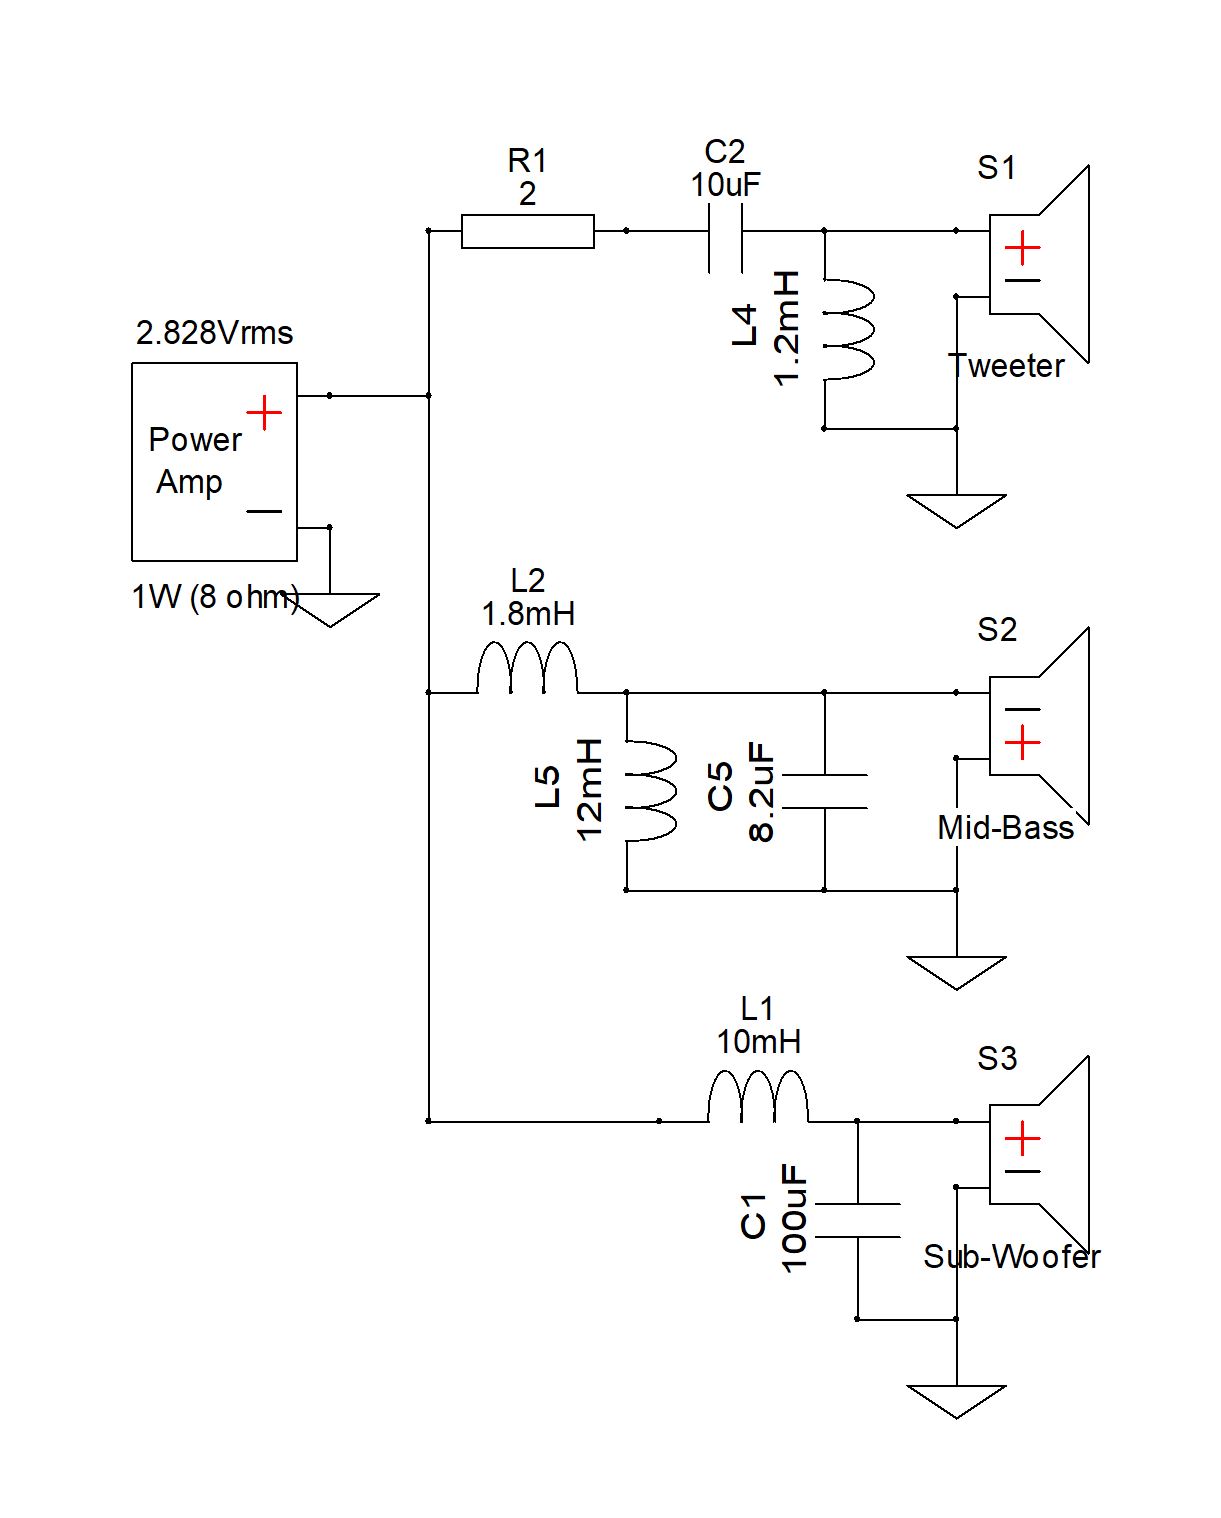 R1
2
C2
10uF
S1
L4
1.2mH
Tweeter
2.828Vrms
+
Power
Amp
−
1W (8 ohm)
+
−
L2
1.8mH
S2
L5
12mH
C5
8.2uF
−
+
Mid-Bass
L1
10mH
S3
+
−
C1
100uF
Sub-Woofer